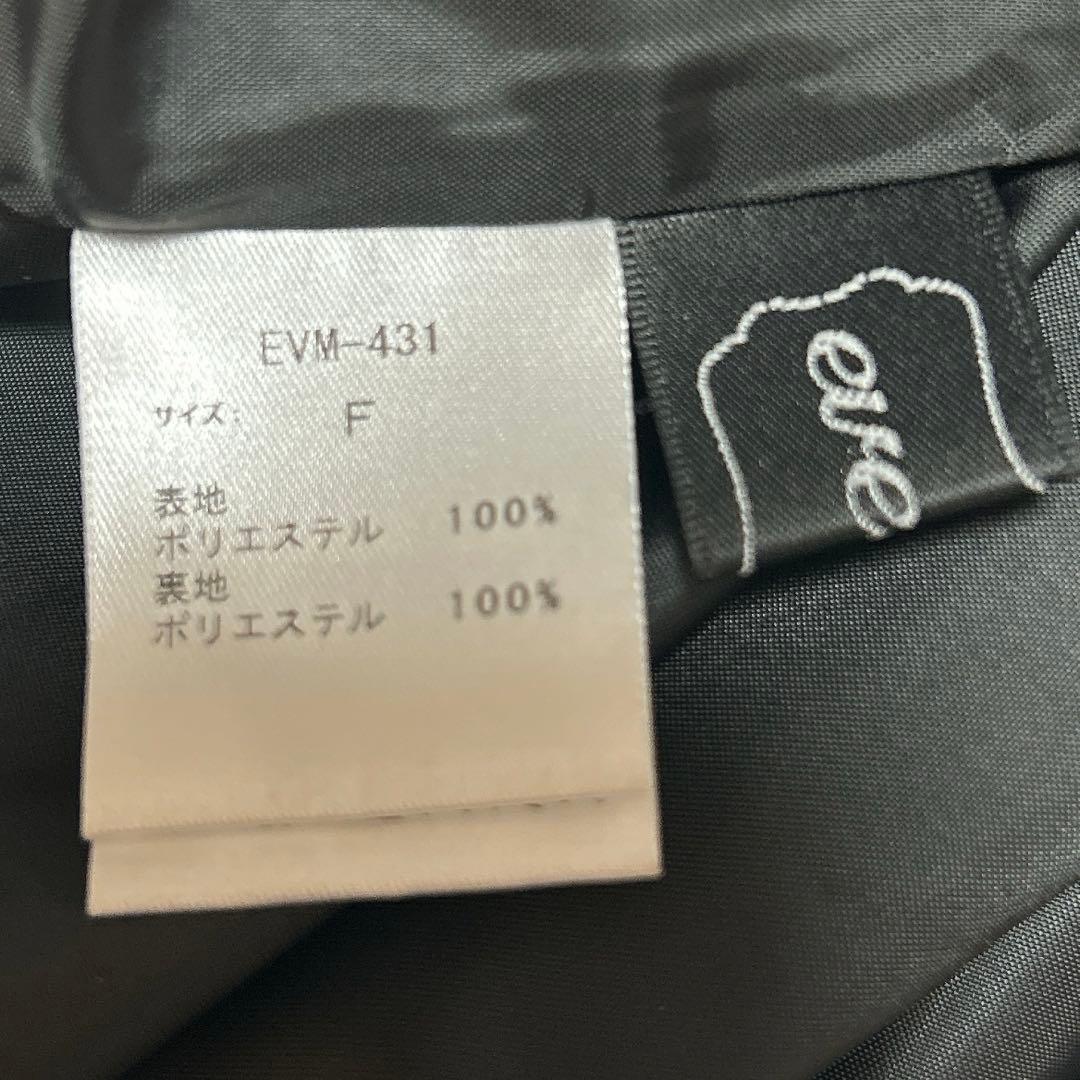 EVM-431
サイズ: F
表地
ポリエステル 100%
裏地
ポリエステル 100%
evre